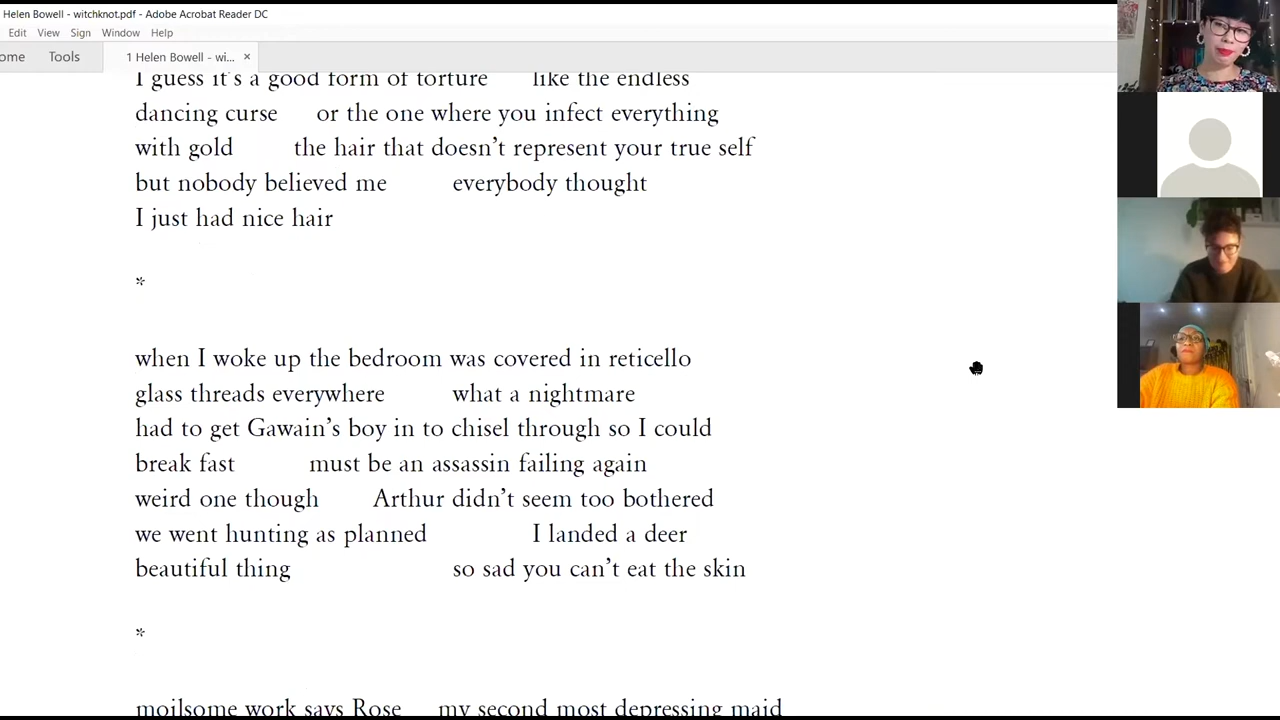 Helen Bowell - witchknot.pdf - Adobe Acrobat Reader DC
Edit View Sign Window Help
ome Tools 1 Helen Bowell - wi... ×
I guess it's a good form of torture like the endless
dancing curse or the one where you infect everything
with gold the hair that doesn't represent your true self
but nobody believed me everybody thought
I just had nice hair
*
when I woke up the bedroom was covered in reticello
glass threads everywhere what a nightmare
had to get Gawain's boy in to chisel through so I could
break fast must be an assassin failing again
weird one though Arthur didn't seem too bothered
we went hunting as planned I landed a deer
beautiful thing so sad you can't eat the skin
*
moilsome work says Rose my second most depressing maid